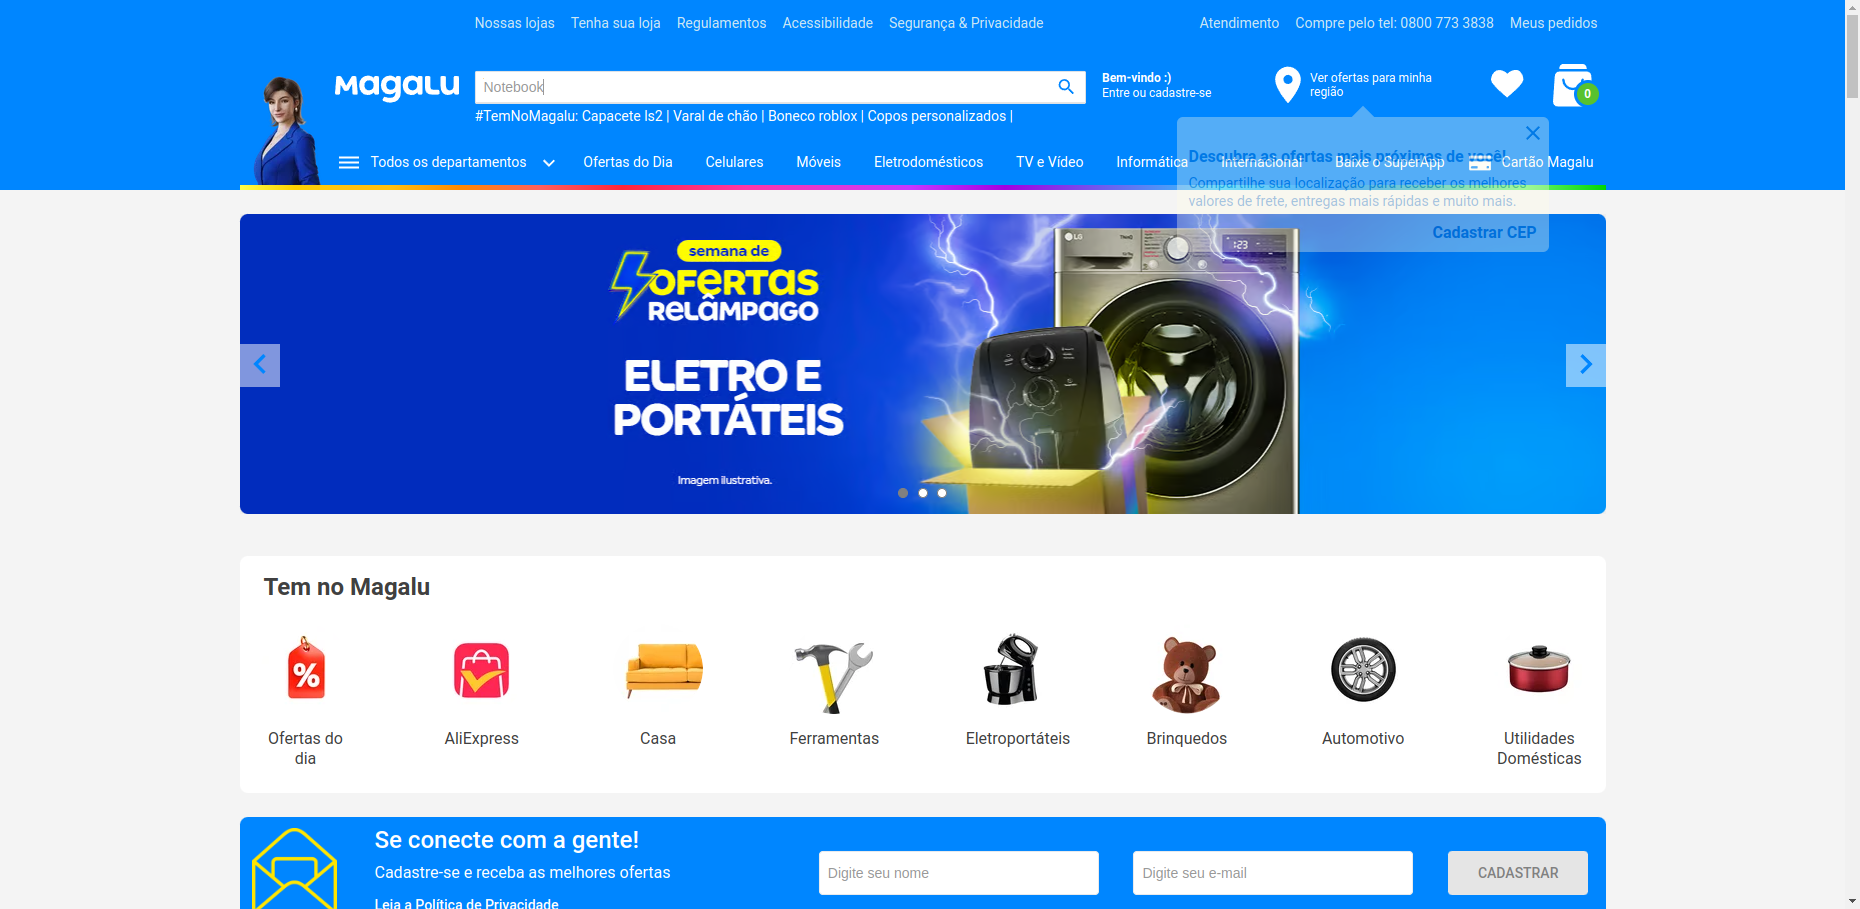 Nossas lojas Tenha sua loja Regulamentos Acessibilidade Segurança & Privacidade Atendimento Compre pelo tel: 0800 773 3838 Meus pedidos
Magalu
Notebook
Bem-vindo :)
Entre ou cadastre-se
Ver ofertas para minha
região
0
#TemNoMagalu: Capacete ls2 | Varal de chão | Boneco roblox | Copos personalizados |
Todos os departamentos Ofertas do Dia Celulares Móveis Eletrodomésticos TV e Vídeo Informática Internacional Baixe o SuperApp Cartão Magalu
Descubra as ofertas mais próximas de você!
Compartilhe sua localização para receber os melhores
valores de frete, entregas mais rápidas e muito mais.
Cadastrar CEP
semana de
OFERTAS
RELÂMPAGO
ELETRO E
PORTÁTEIS
Imagem ilustrativa.
LG
ThinQ
1:23
Tem no Magalu
%
Ofertas do
dia
AliExpress
Casa
Ferramentas
Eletroportáteis
Brinquedos
Automotivo
Utilidades
Domésticas
Se conecte com a gente!
Cadastre-se e receba as melhores ofertas
Leia a Política de Privacidade
Digite seu nome
Digite seu e-mail
CADASTRAR